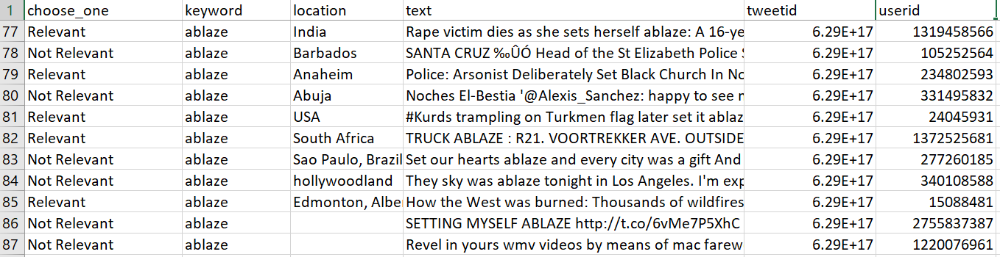 1 choose_one keyword location text tweetid userid
77 Relevant ablaze India Rape victim dies as she sets herself ablaze: A 16-ye 6.29E+17 1319458566
78 Not Relevant ablaze Barbados SANTA CRUZ ‰ÛÓ Head of the St Elizabeth Police S 6.29E+17 105252564
79 Relevant ablaze Anaheim Police: Arsonist Deliberately Set Black Church In No 6.29E+17 234802593
80 Not Relevant ablaze Abuja Noches El-Bestia '@Alexis_Sanchez: happy to see 6.29E+17 331495832
81 Relevant ablaze USA #Kurds trampling on Turkmen flag later set it ablaz 6.29E+17 24045931
82 Relevant ablaze South Africa TRUCK ABLAZE : R21. VOORTREKKER AVE. OUTSIDE 6.29E+17 1372525681
83 Not Relevant ablaze Sao Paulo, Brazil Set our hearts ablaze and every city was a gift And 6.29E+17 277260185
84 Not Relevant ablaze hollywoodland They sky was ablaze tonight in Los Angeles. I'm exp 6.29E+17 340108588
85 Relevant ablaze Edmonton, Albe How the West was burned: Thousands of wildfires 6.29E+17 15088481
86 Not Relevant ablaze SETTING MYSELF ABLAZE http://t.co/6vMe7P5XhC 6.29E+17 2755837387
87 Not Relevant ablaze Revel in yours wmv videos by means of mac farew 6.29E+17 1220076961